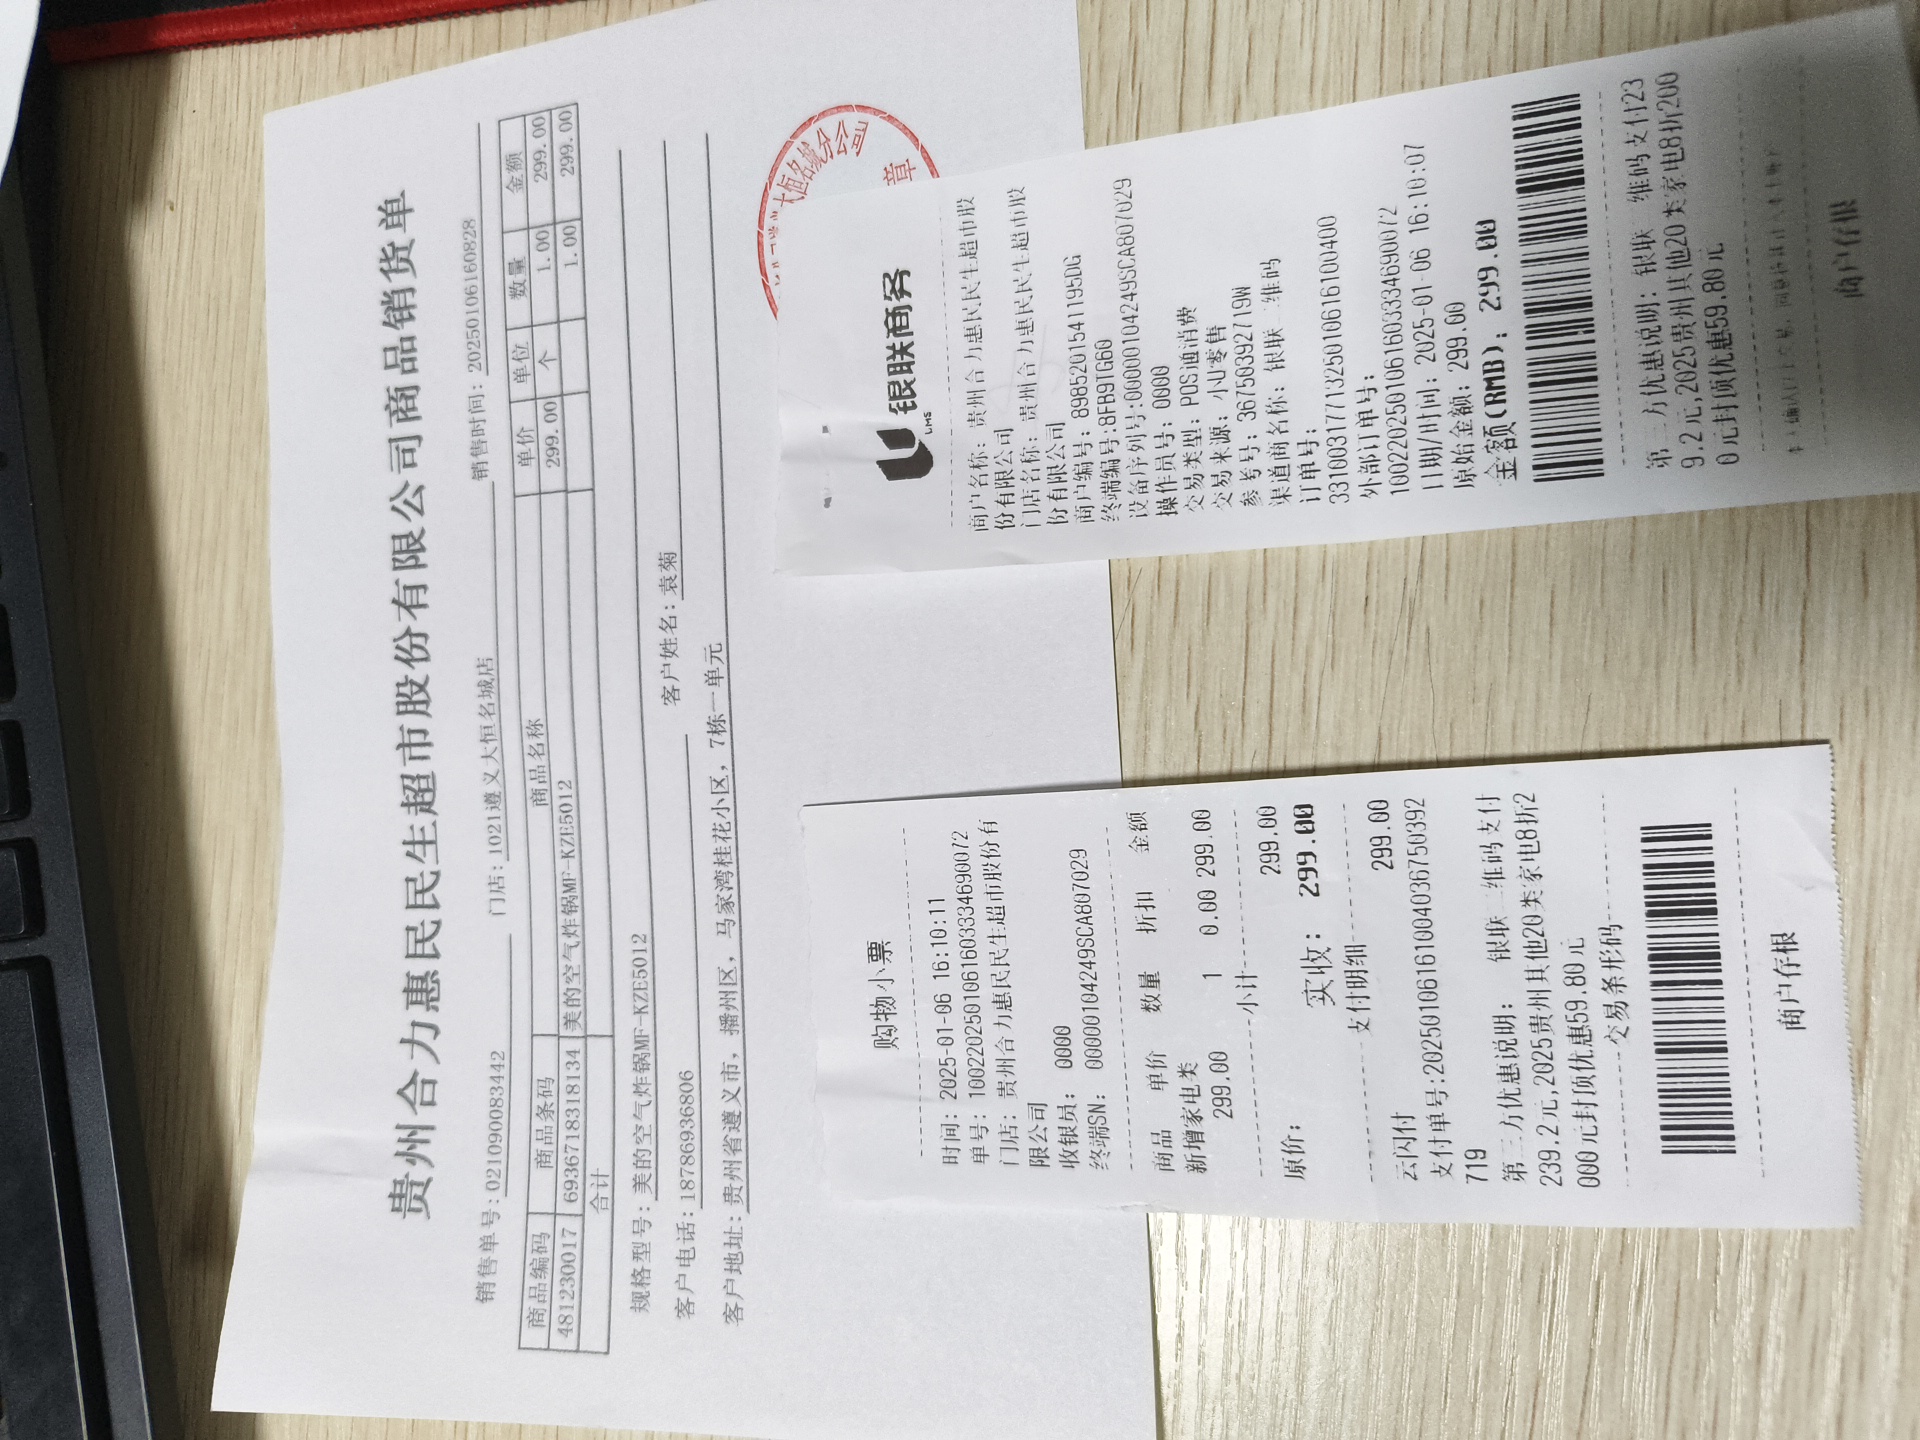 贵州合力惠民民生超市股份有限公司商品销货单
销售单号:021090083442 门店:1021遵义大恒名城店 销售时间:20250106160828
商品编码 商品条码 商品名称 单价 单位 数量 金额
481230017 6936718318134 美的空气炸锅MF-KZE5012 299.00 个 1.00 299.00
合计 1.00 299.00
规格型号:美的空气炸锅MF-KZE5012
客户电话:18786936806 客户姓名:袁菊
客户地址:贵州省遵义市,播州区,马家湾桂花小区,7栋一单元
大恒名城分公司
章
购物小票
时间: 2025-01-06 16:10:11
单号: 10022025010616033346900​72
门店: 贵州合力惠民民生超市股份有
限公司
收银员: 0000
终端SN: 00000104249SCA807029
商品 单价 数量 折扣 金额
新增家电类
299.00 1 0.00 299.00
小计
原价: 299.00
实收: 299.00
支付明细
云闪付 299.00
支付单号:20250106161004036750392
719
第三方优惠说明: 银联二维码支付
239.2元,2025贵州其他20类家电8折2
000元封顶优惠59.80元
交易条形码
商户存根
银联商务
UMS
商户名称: 贵州合力惠民民生超市股
份有限公司
门店名称: 贵州合力惠民民生超市股
份有限公司
商户编号: 89852015411195DG
终端编号:8FB9TG60
设备序列号:00000104249SCA807029
操作员号: 0000
交易类型: POS通消费
交易来源: 小U零售
参考号: 36750392719W
渠道商名称: 银联二维码
订单号:
33100317713250106161​00400
外部订单号:
10022025010616033346900​72
日期/时间: 2025-01-06 16:10:07
原始金额: 299.00
金额(RMB): 299.00
第三方优惠说明: 银联二维码支付23
9.2元,2025贵州其他20类家电8折200
0元封顶优惠59.80元
商户存根